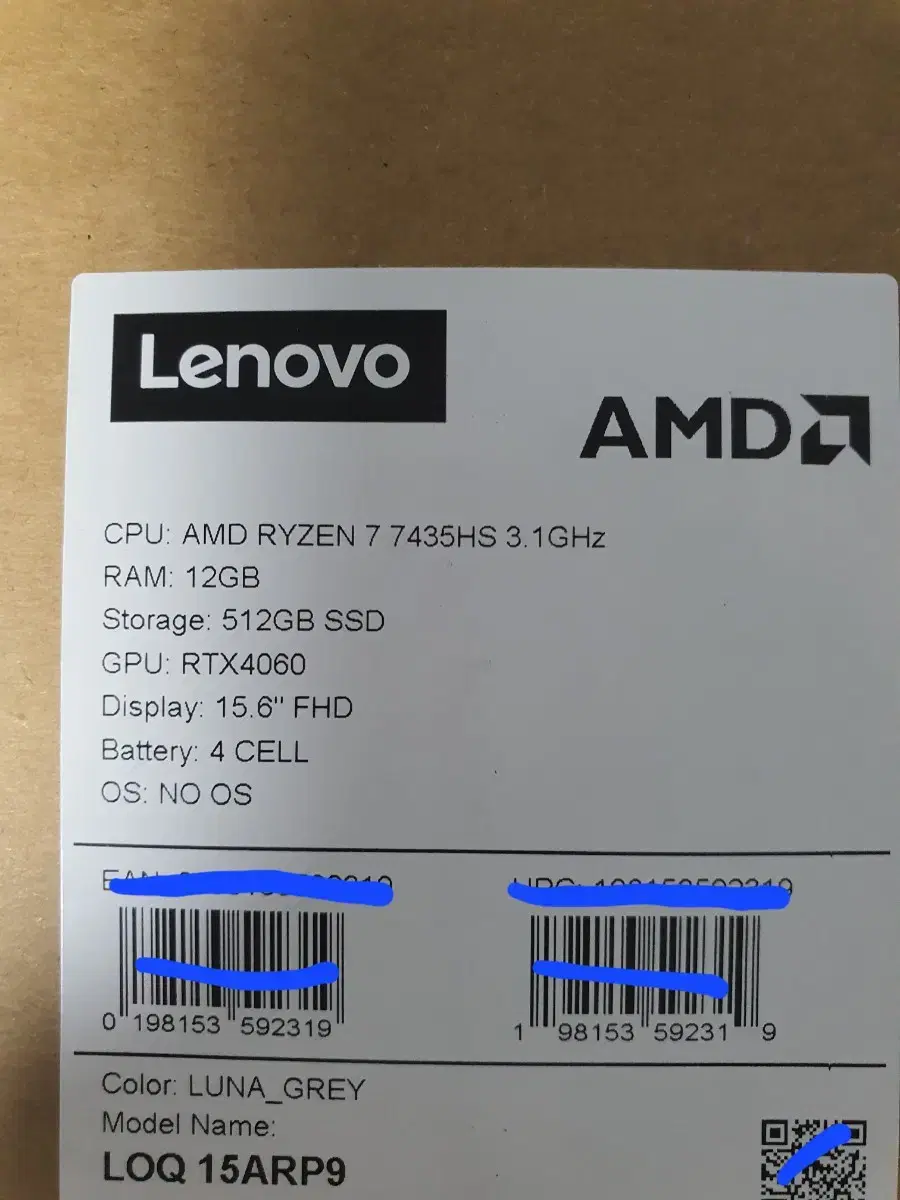 Lenovo
AMD
CPU: AMD RYZEN 7 7435HS 3.1GHz
RAM: 12GB
Storage: 512GB SSD
GPU: RTX4060
Display: 15.6" FHD
Battery: 4 CELL
OS: NO OS
0 198153 592319
1 98153 59231 9
Color: LUNA_GREY
Model Name:
LOQ 15ARP9